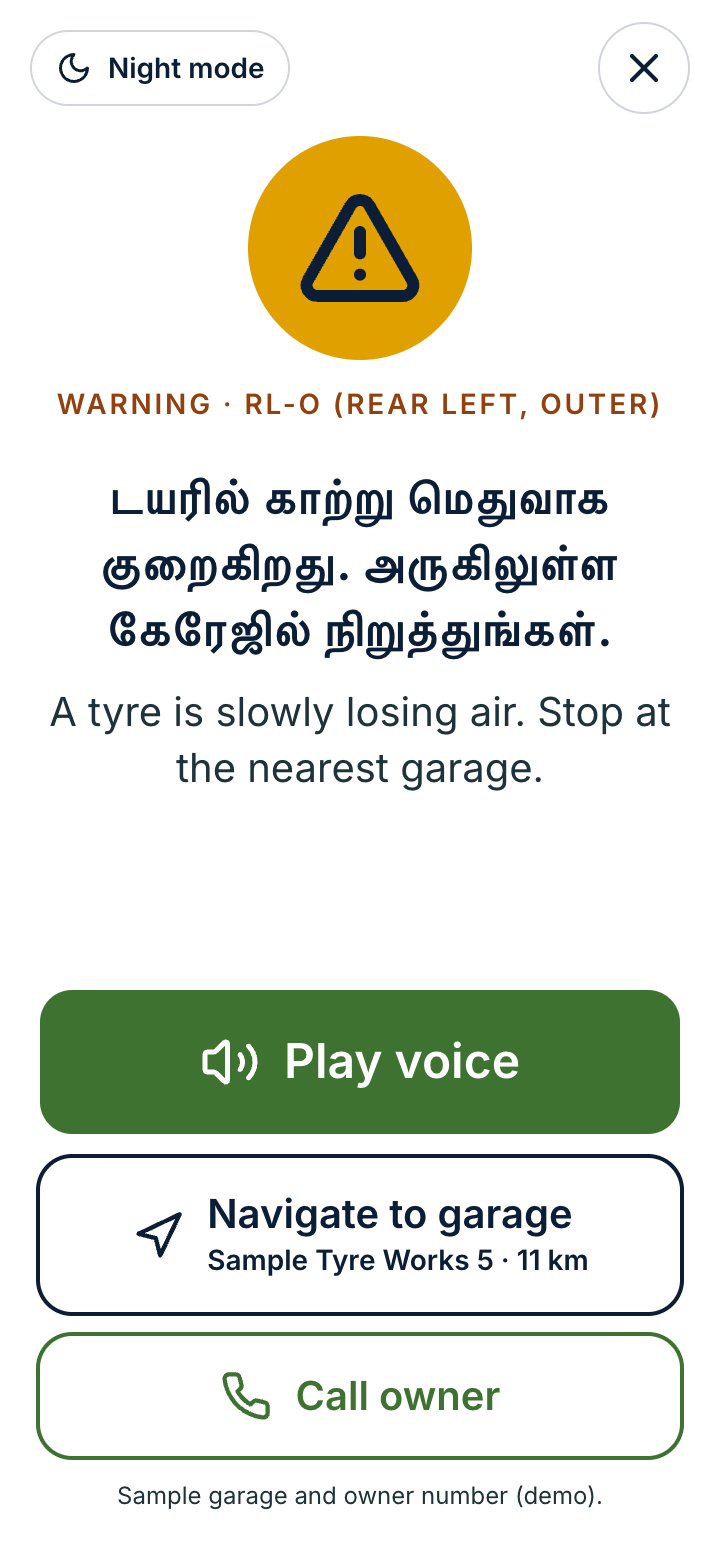 Night mode
WARNING · RL-O (REAR LEFT, OUTER)
டயரில் காற்று மெதுவாக
குறைகிறது. அருகிலுள்ள
கேரேஜில் நிறுத்துங்கள்.
A tyre is slowly losing air. Stop at
the nearest garage.
Play voice
Navigate to garage
Sample Tyre Works 5 · 11 km
Call owner
Sample garage and owner number (demo).